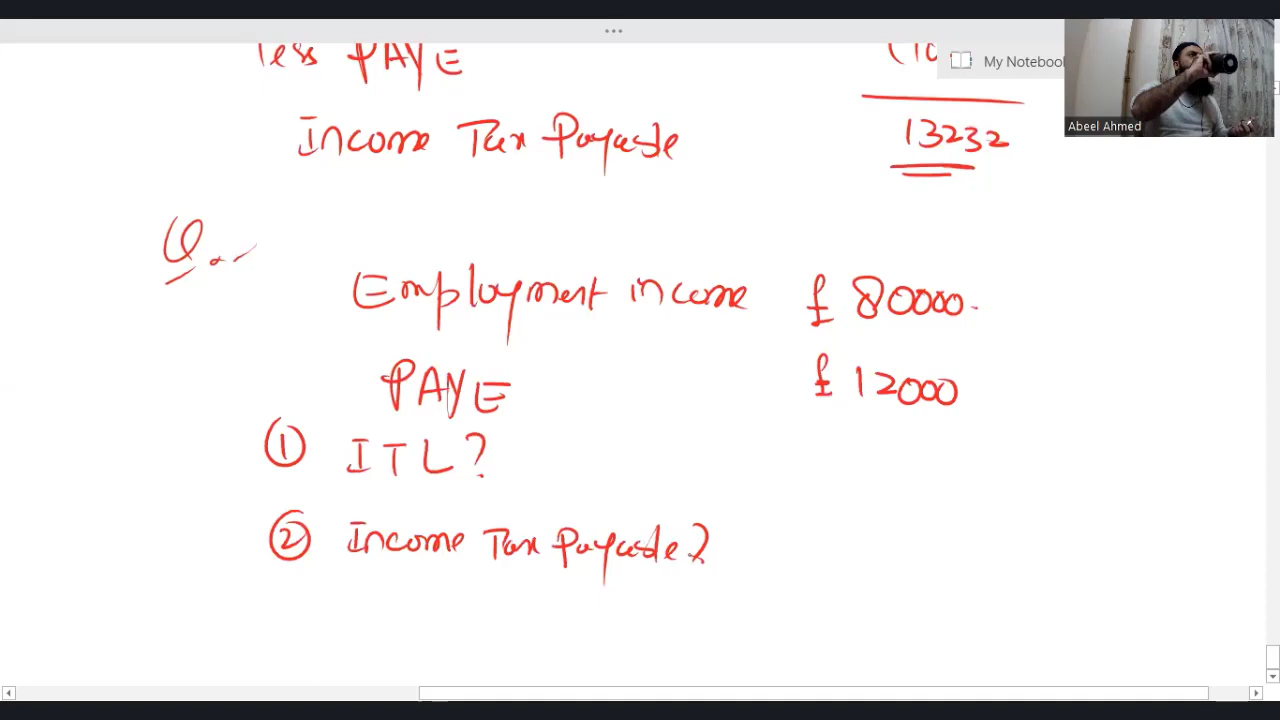 less PAYE (10
My Notebook
Abeel Ahmed
Income Tax Payable 13232
Q.
Employment income £ 80000
PAYE £ 12000
① ITL?
② Income Tax Payable?